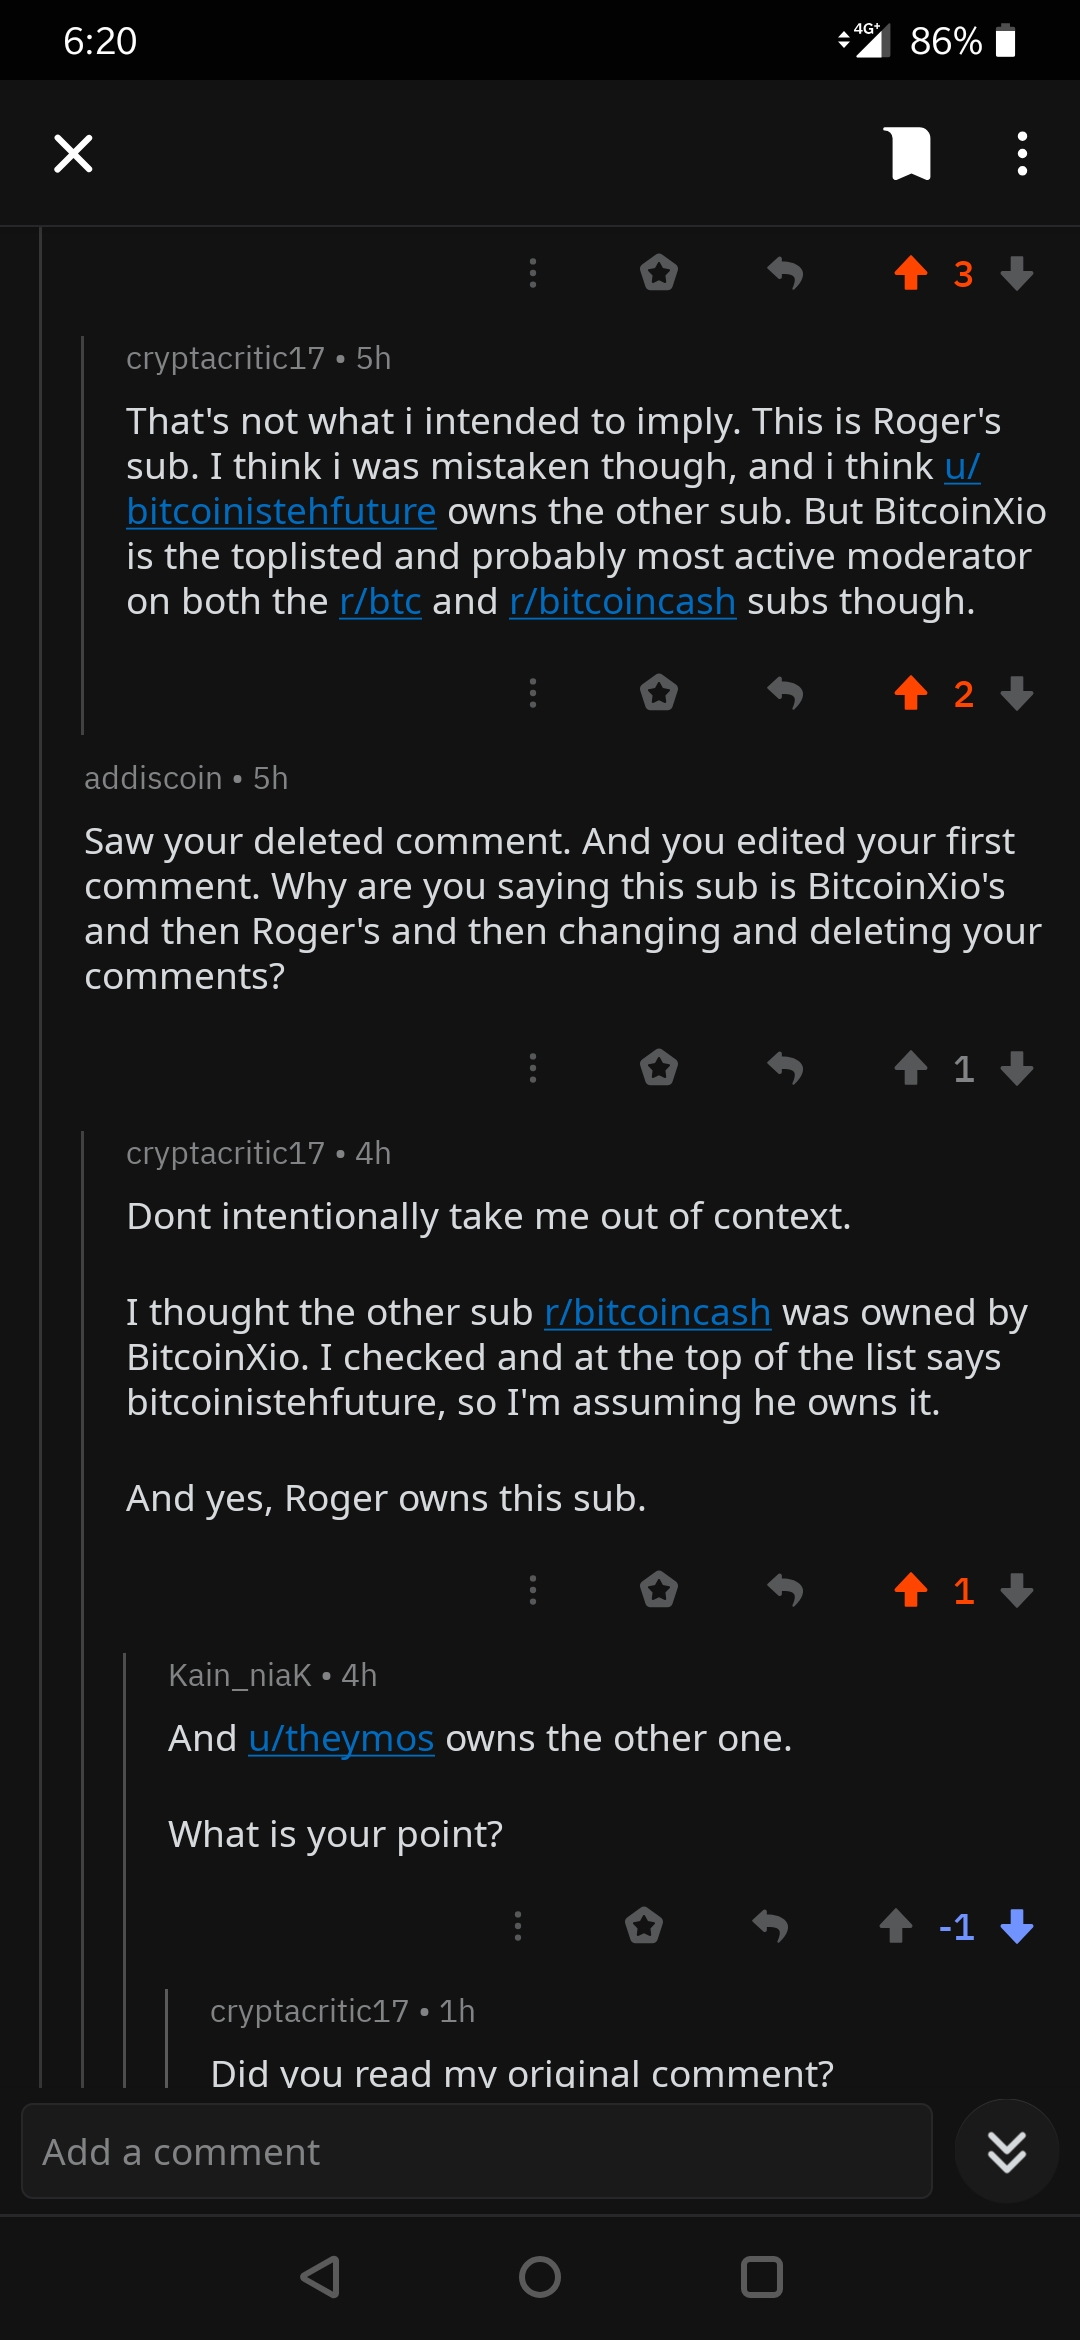 6:20
4G+ 86%
3
cryptacritic17 • 5h
That's not what i intended to imply. This is Roger's
sub. I think i was mistaken though, and i think u/
bitcoinistehfuture owns the other sub. But BitcoinXio
is the toplisted and probably most active moderator
on both the r/btc and r/bitcoincash subs though.
2
addiscoin • 5h
Saw your deleted comment. And you edited your first
comment. Why are you saying this sub is BitcoinXio's
and then Roger's and then changing and deleting your
comments?
1
cryptacritic17 • 4h
Dont intentionally take me out of context.
I thought the other sub r/bitcoincash was owned by
BitcoinXio. I checked and at the top of the list says
bitcoinistehfuture, so I'm assuming he owns it.
And yes, Roger owns this sub.
1
Kain_niaK • 4h
And u/theymos owns the other one.
What is your point?
-1
cryptacritic17 • 1h
Did you read my original comment?
Add a comment